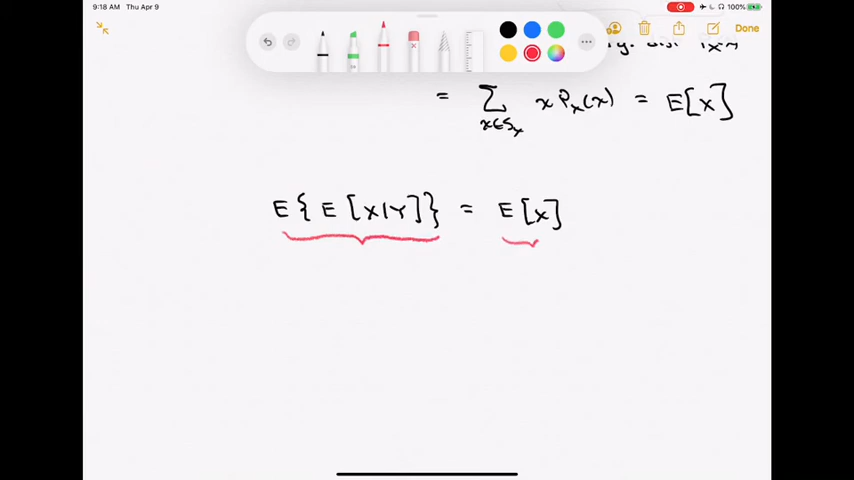 9:18 AM Thu Apr 9
100%
Done
= ∑ x P_X(x) = E[X]
x∈S_X
E{E[X|Y]} = E[X]